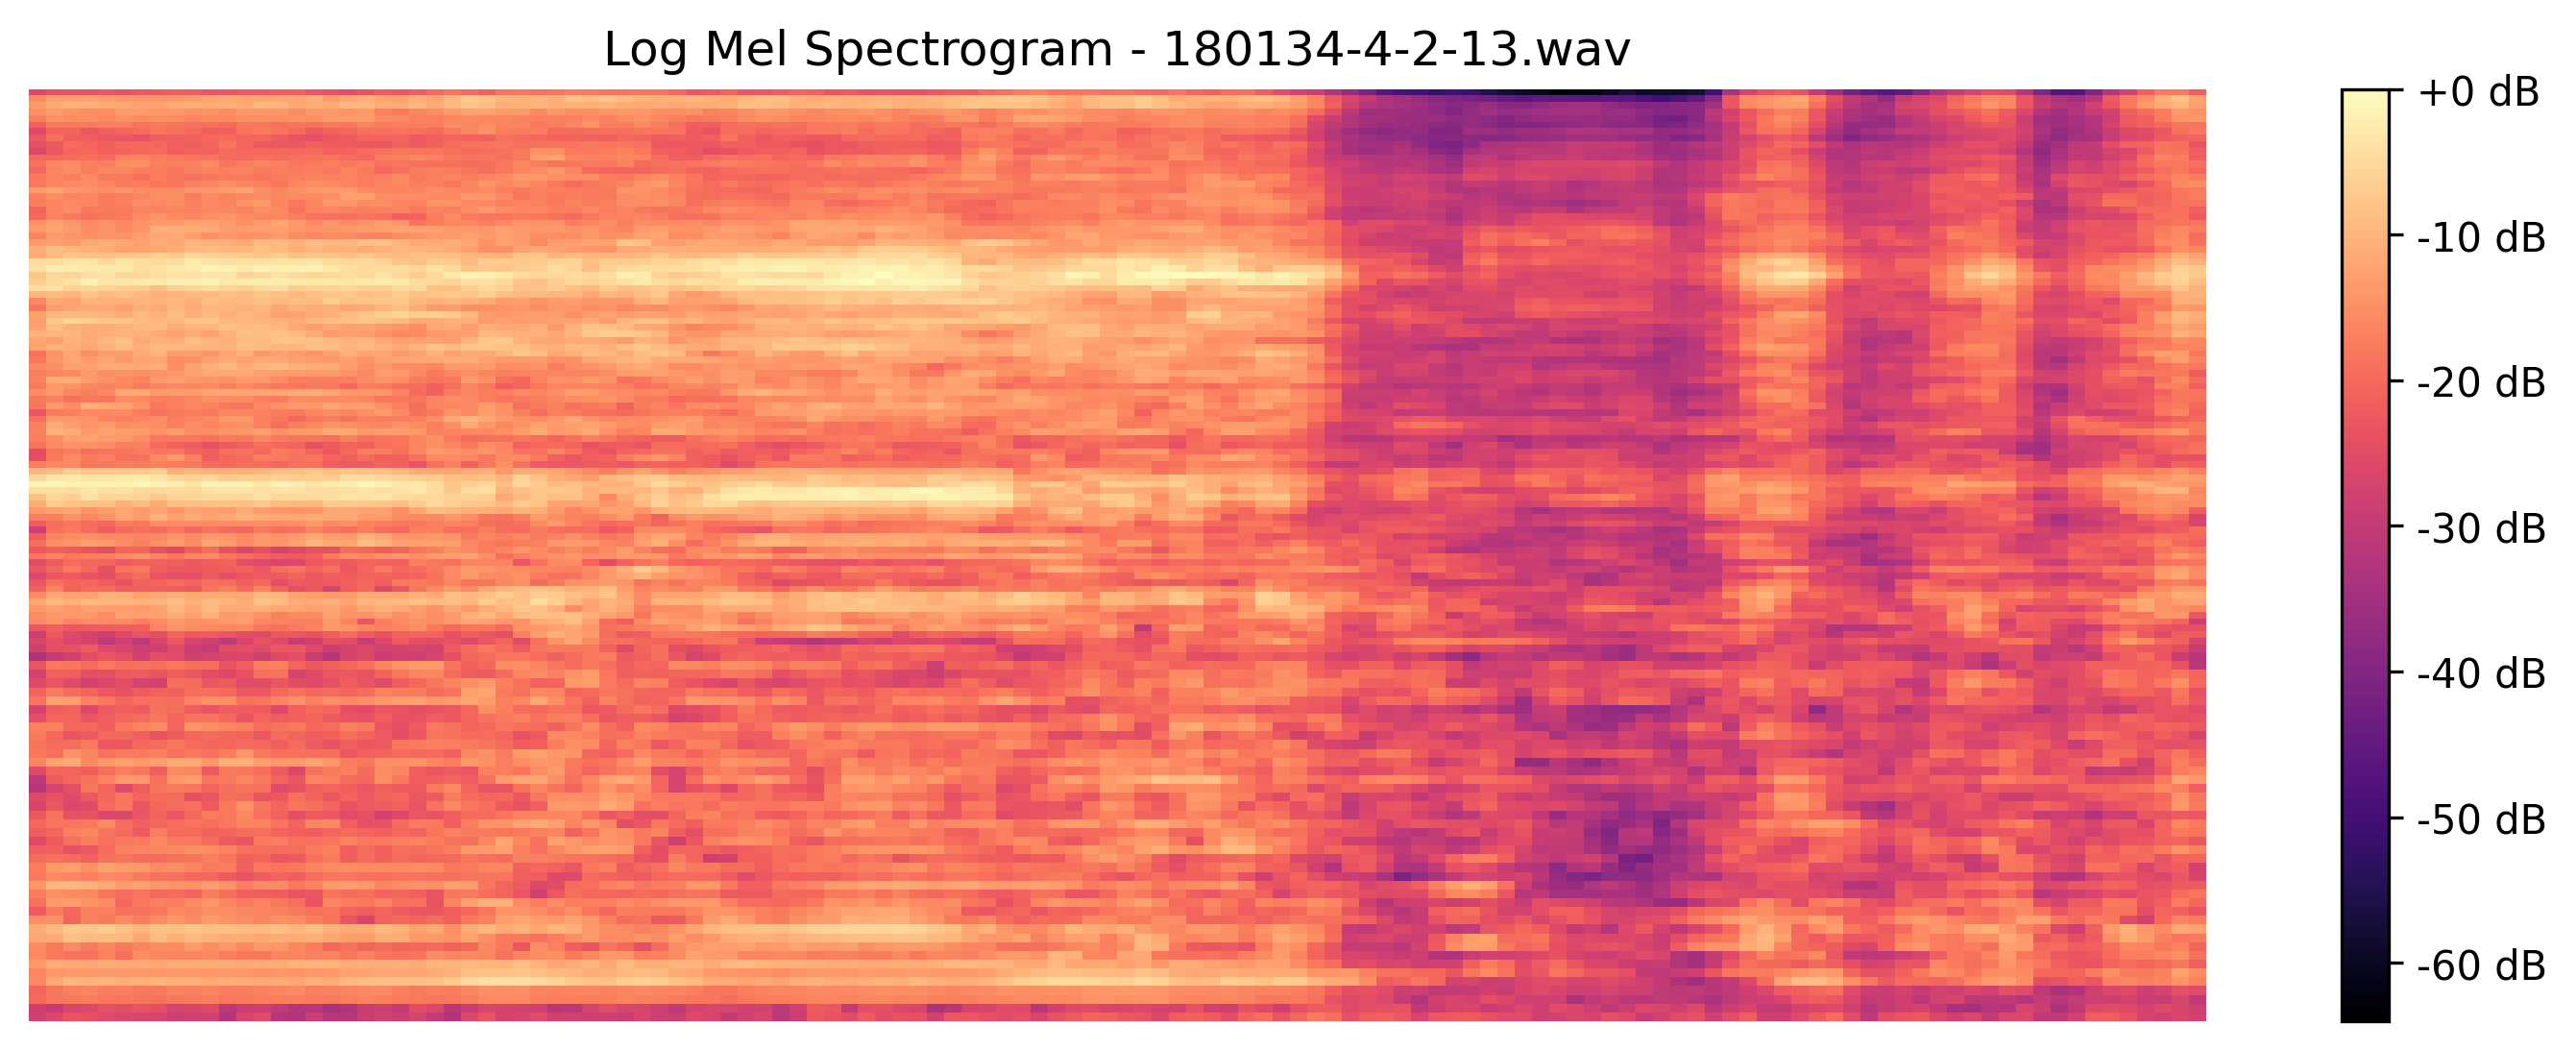 Log Mel Spectrogram - 180134-4-2-13.wav
+0 dB
-10 dB
-20 dB
-30 dB
-40 dB
-50 dB
-60 dB